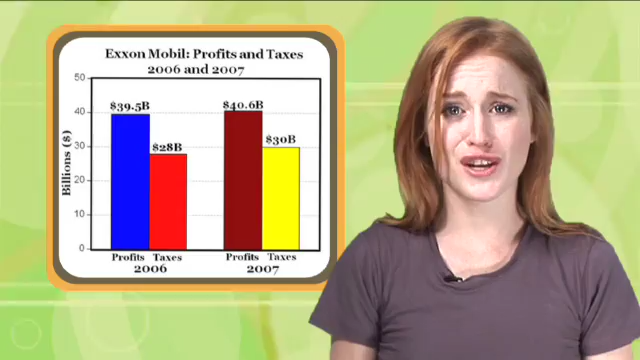 Exxon Mobil: Profits and Taxes
2006 and 2007
Billions ($)
50
40
30
20
10
0
$39.5B
$28B
$40.6B
$30B
Profits Taxes
2006
Profits Taxes
2007